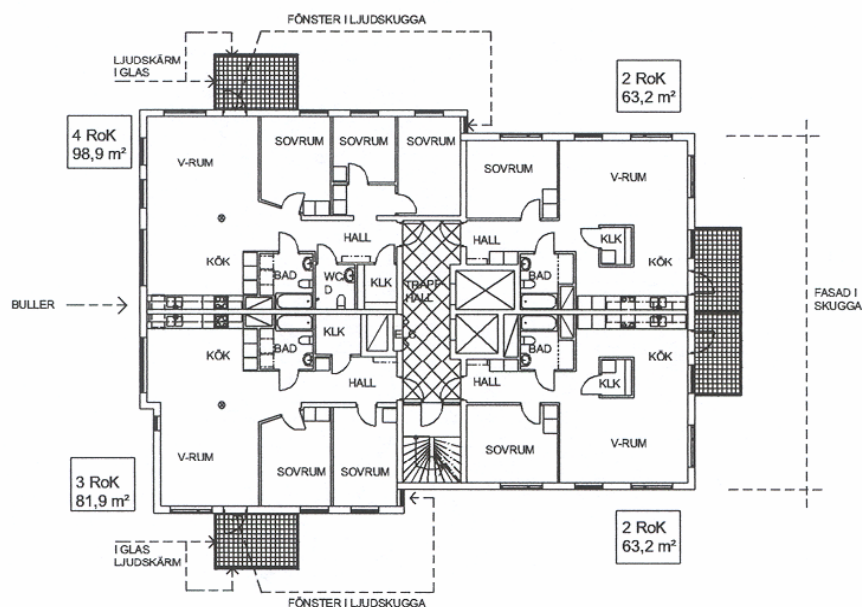 FÖNSTER I LJUDSKUGGA
LJUDSKÄRM
I GLAS
2 RoK
63,2 m²
4 RoK
98,9 m²
SOVRUM
SOVRUM
SOVRUM
V-RUM
SOVRUM
V-RUM
HALL
HALL
KLK
KÖK
BAD
WC
D
KLK
TRAPP
HALL
BAD
KÖK
BULLER
FASAD I
SKUGGA
KÖK
BAD
KLK
BAD
KÖK
HALL
HALL
KLK
V-RUM
SOVRUM
SOVRUM
SOVRUM
V-RUM
3 RoK
81,9 m²
2 RoK
63,2 m²
I GLAS
LJUDSKÄRM
FÖNSTER I LJUDSKUGGA